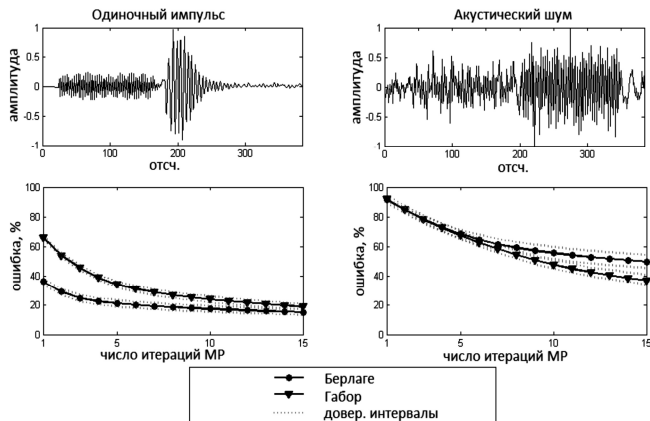 Одиночный импульс
Акустический шум
амплитуда
1
0.5
0
-0.5
-1
0
100
200
300
отсч.
амплитуда
1
0.5
0
-0.5
-1
0
100
200
300
отсч.
ошибка, %
100
80
60
40
20
0
1
5
10
15
число итераций MP
ошибка, %
100
80
60
40
20
0
1
5
10
15
число итераций MP
Берлаге
Габор
довер. интервалы